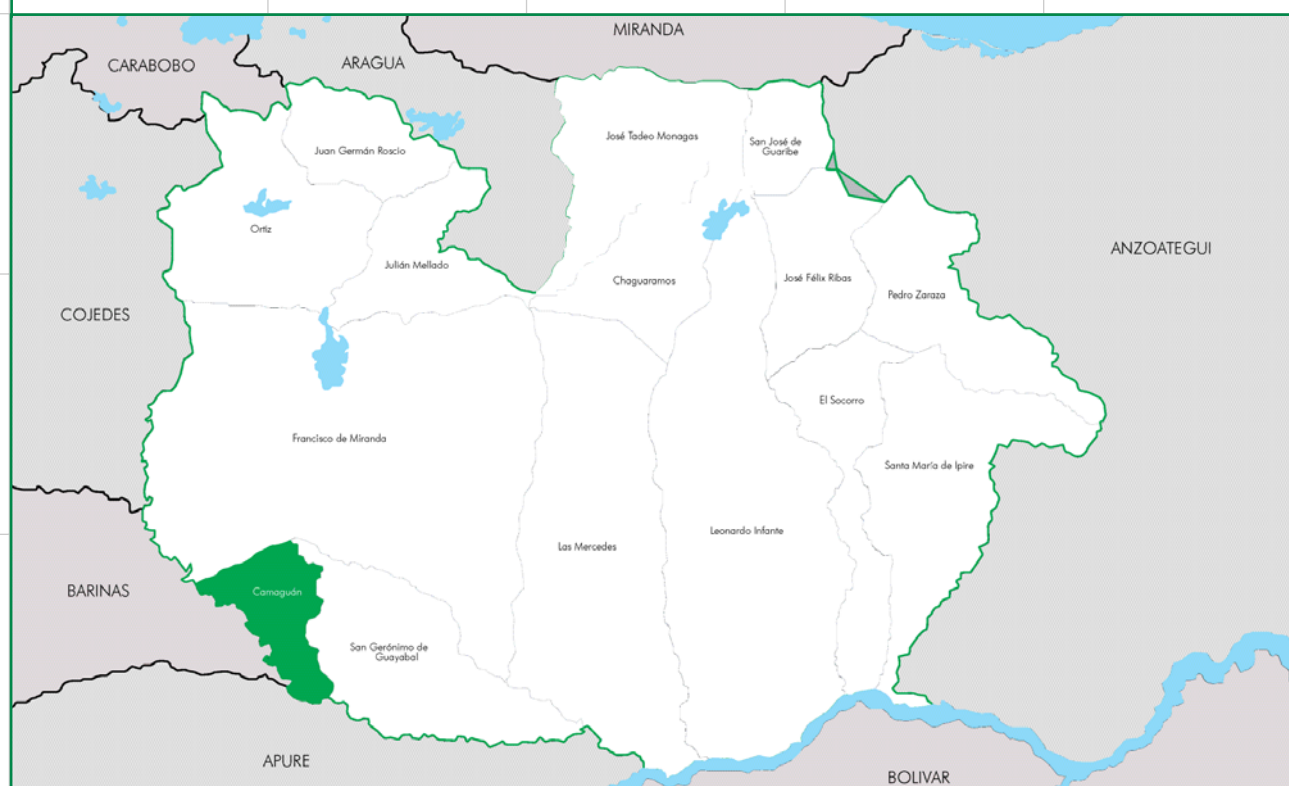 MIRANDA
CARABOBO
ARAGUA
José Tadeo Monagas
San José de
Guaribe
Juan Germán Roscio
Ortiz
ANZOATEGUI
Julián Mellado
Chaguaramos
José Félix Ribas
Pedro Zaraza
COJEDES
El Socorro
Francisco de Miranda
Santa María de Ipire
Leonardo Infante
Las Mercedes
BARINAS
Camaguán
San Gerónimo de
Guayabal
APURE
BOLIVAR